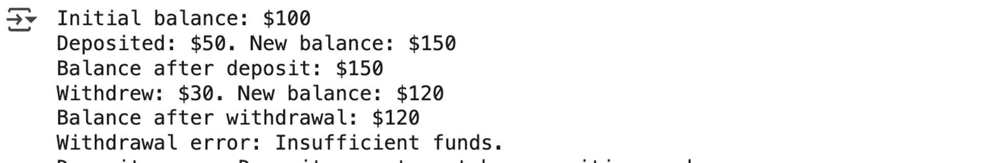 Initial balance: $100
Deposited: $50. New balance: $150
Balance after deposit: $150
Withdrew: $30. New balance: $120
Balance after withdrawal: $120
Withdrawal error: Insufficient funds.